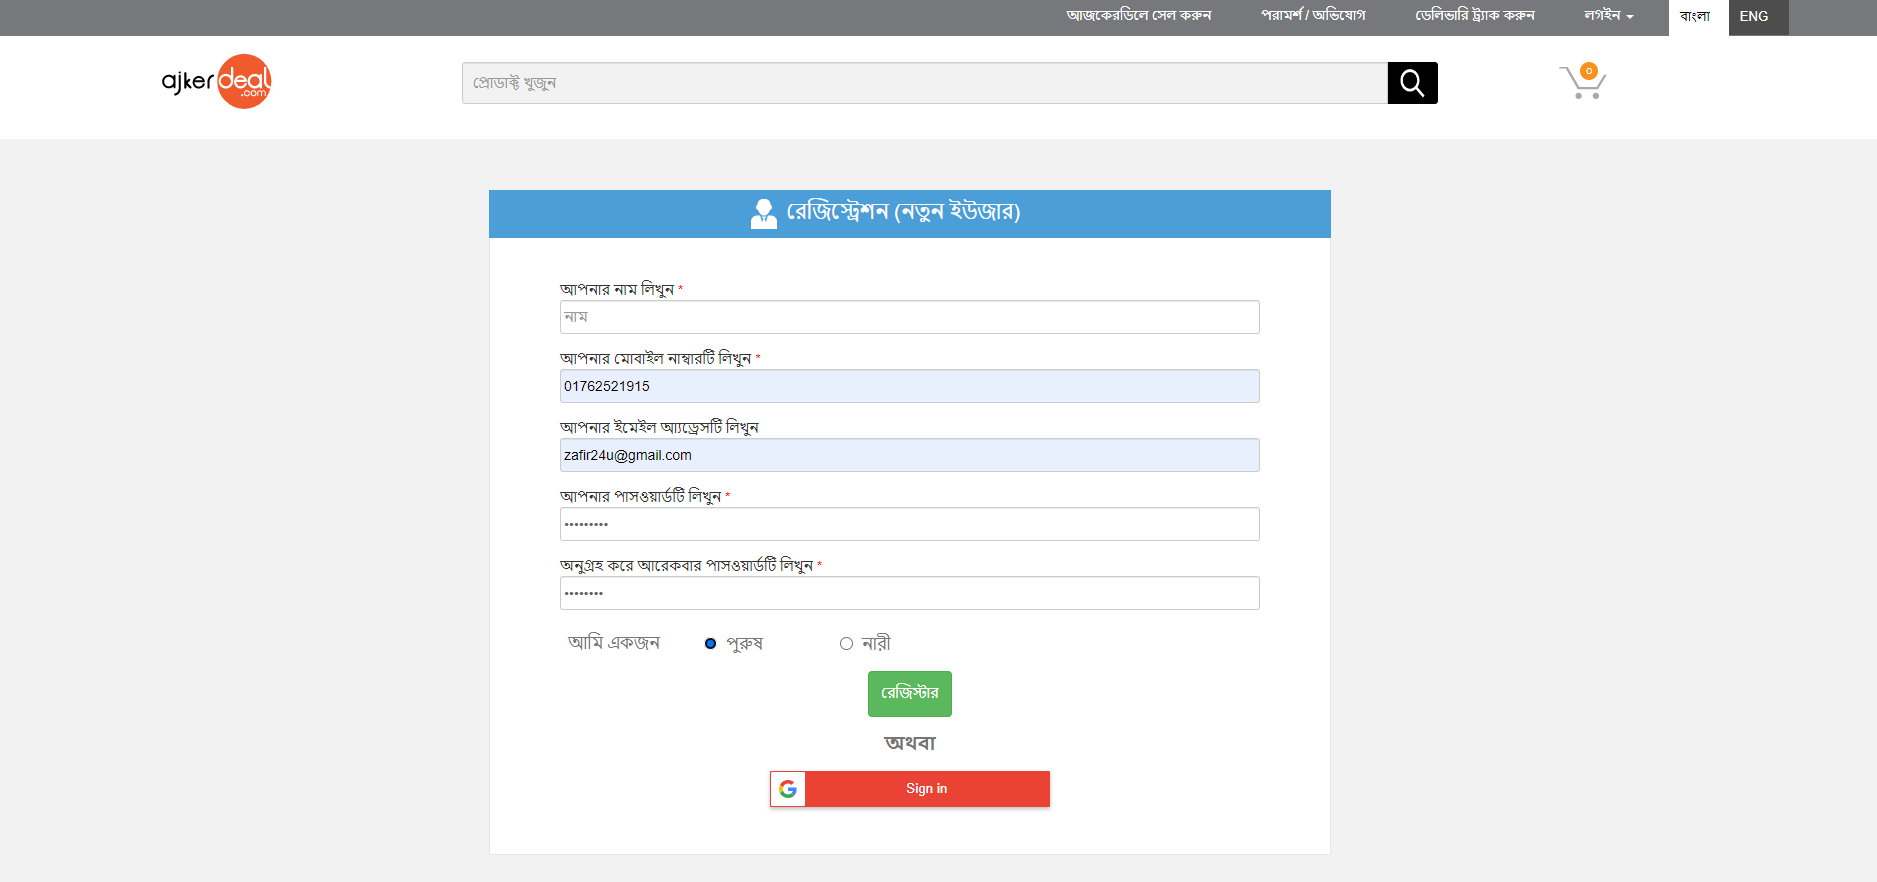 আজকেরডিলে সেল করুন পরামর্শ / অভিযোগ ডেলিভারি ট্র্যাক করুন লগইন বাংলা ENG
ajkerdeal.com
প্রোডাক্ট খুজুন
0
রেজিস্ট্রেশন (নতুন ইউজার)
আপনার নাম লিখুন *
নাম
আপনার মোবাইল নাম্বারটি লিখুন *
01762521915
আপনার ইমেইল অ্যাড্রেসটি লিখুন
zafir24u@gmail.com
আপনার পাসওয়ার্ডটি লিখুন *
•••••••••
অনুগ্রহ করে আরেকবার পাসওয়ার্ডটি লিখুন *
••••••••
আমি একজন পুরুষ নারী
রেজিস্টার
অথবা
Sign in